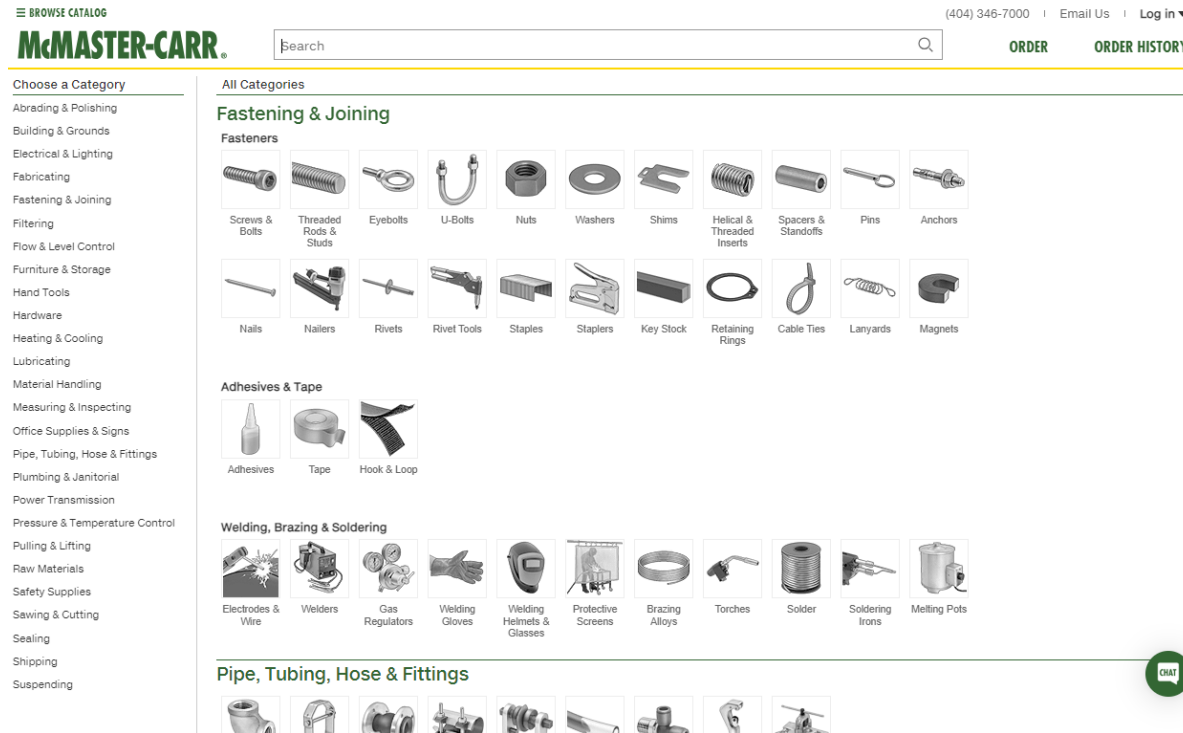 ☰ BROWSE CATALOG
(404) 346-7000
Email Us
Log in
McMASTER-CARR®
Search
ORDER
ORDER HISTORY
Choose a Category
Abrading & Polishing
Building & Grounds
Electrical & Lighting
Fabricating
Fastening & Joining
Filtering
Flow & Level Control
Furniture & Storage
Hand Tools
Hardware
Heating & Cooling
Lubricating
Material Handling
Measuring & Inspecting
Office Supplies & Signs
Pipe, Tubing, Hose & Fittings
Plumbing & Janitorial
Power Transmission
Pressure & Temperature Control
Pulling & Lifting
Raw Materials
Safety Supplies
Sawing & Cutting
Sealing
Shipping
Suspending
All Categories
Fastening & Joining
Fasteners
Screws &
Bolts
Threaded
Rods &
Studs
Eyebolts
U-Bolts
Nuts
Washers
Shims
Helical &
Threaded
Inserts
Spacers &
Standoffs
Pins
Anchors
Nails
Nailers
Rivets
Rivet Tools
Staples
Staplers
Key Stock
Retaining
Rings
Cable Ties
Lanyards
Magnets
Adhesives & Tape
Adhesives
Tape
Hook & Loop
Welding, Brazing & Soldering
Electrodes &
Wire
Welders
Gas
Regulators
Welding
Gloves
Welding
Helmets &
Glasses
Protective
Screens
Brazing
Alloys
Torches
Solder
Soldering
Irons
Melting Pots
Pipe, Tubing, Hose & Fittings
CHAT